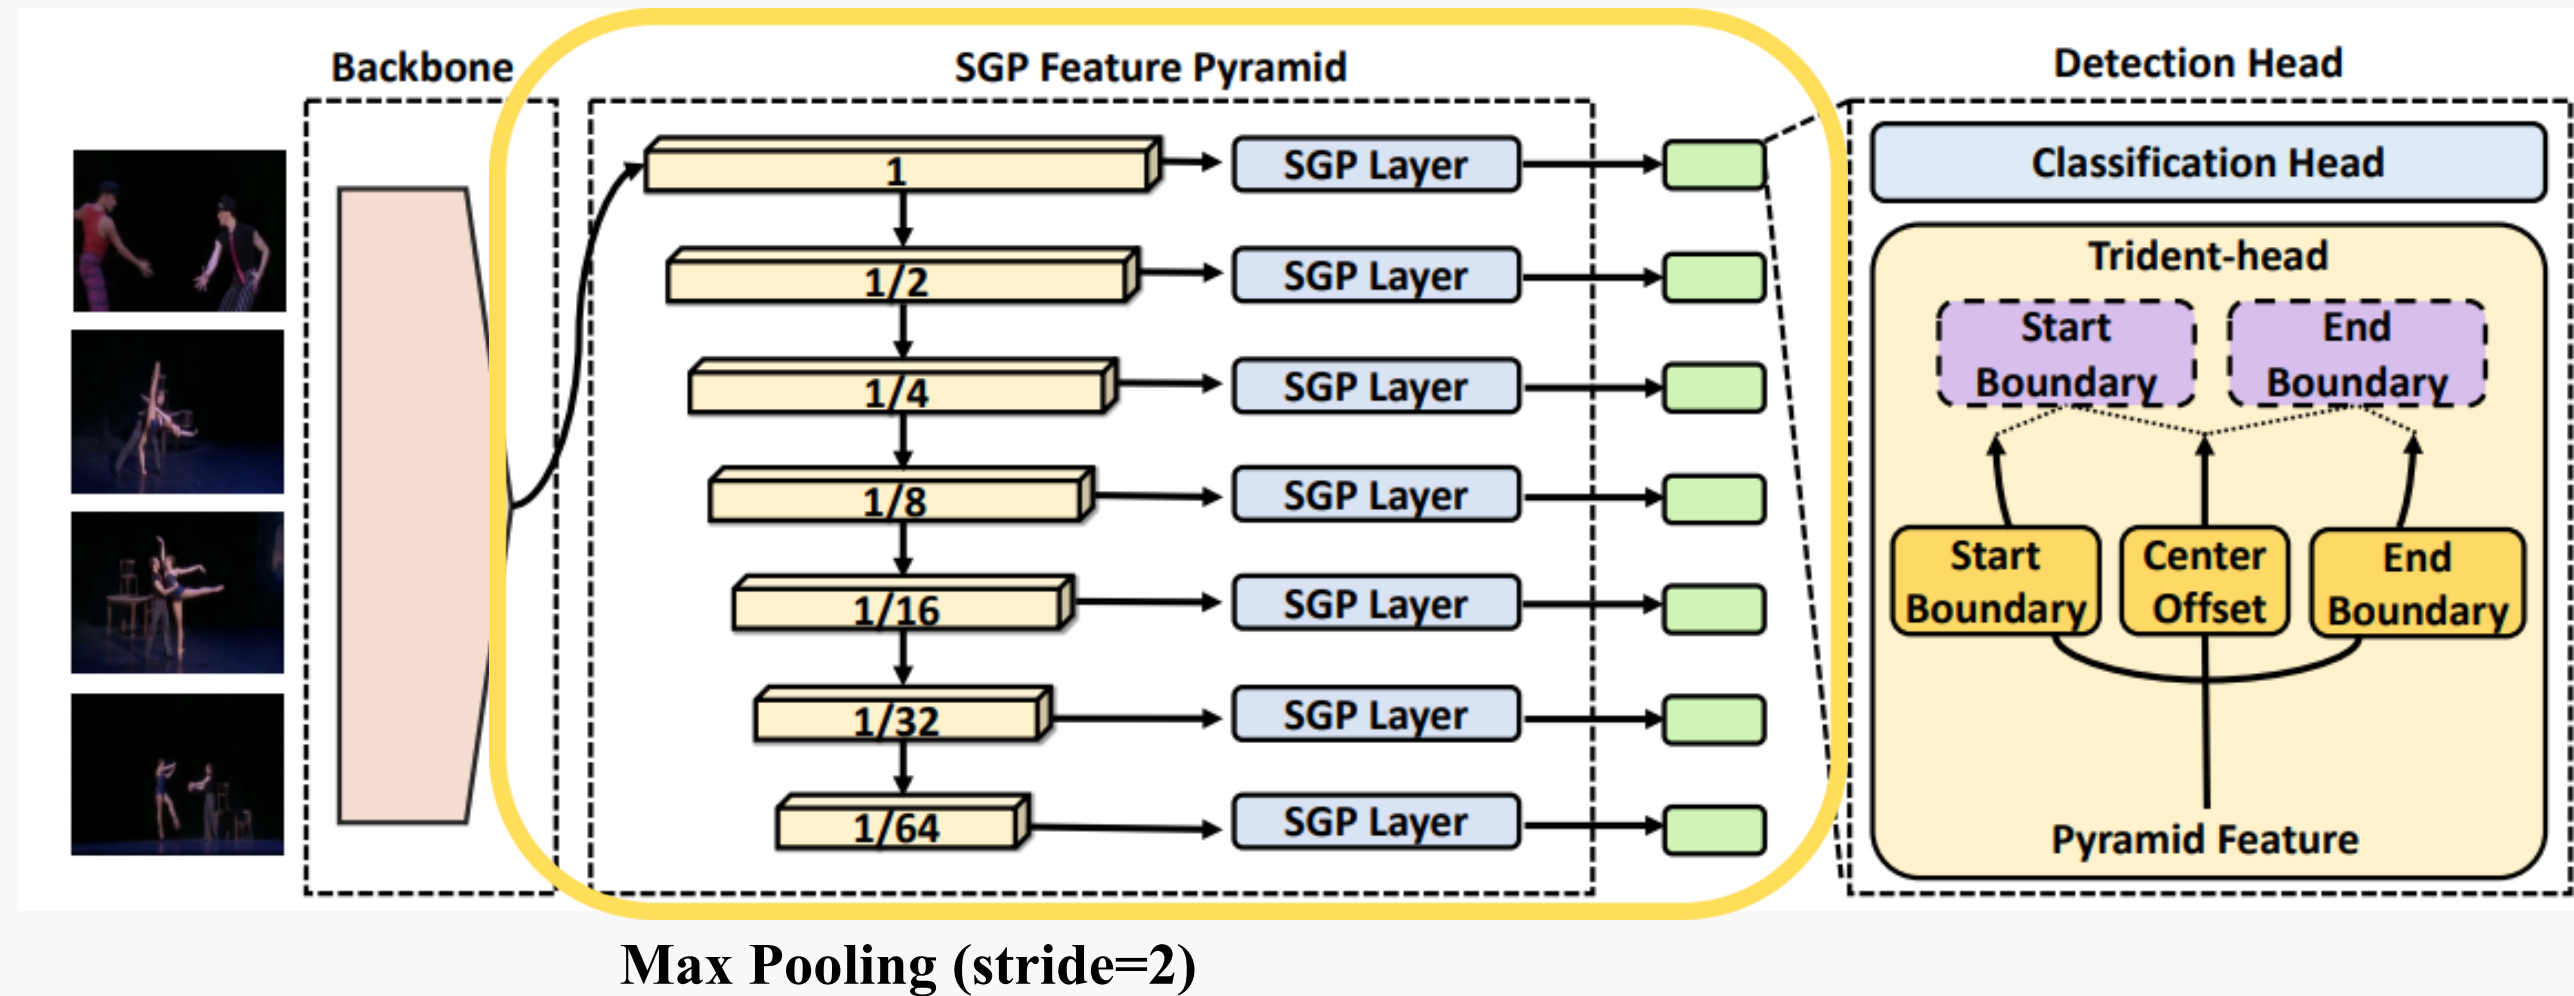 Backbone
SGP Feature Pyramid
Detection Head
1
SGP Layer
1/2
SGP Layer
1/4
SGP Layer
1/8
SGP Layer
1/16
SGP Layer
1/32
SGP Layer
1/64
SGP Layer
Classification Head
Trident-head
Start
Boundary
End
Boundary
Start
Boundary
Center
Offset
End
Boundary
Pyramid Feature
Max Pooling (stride=2)